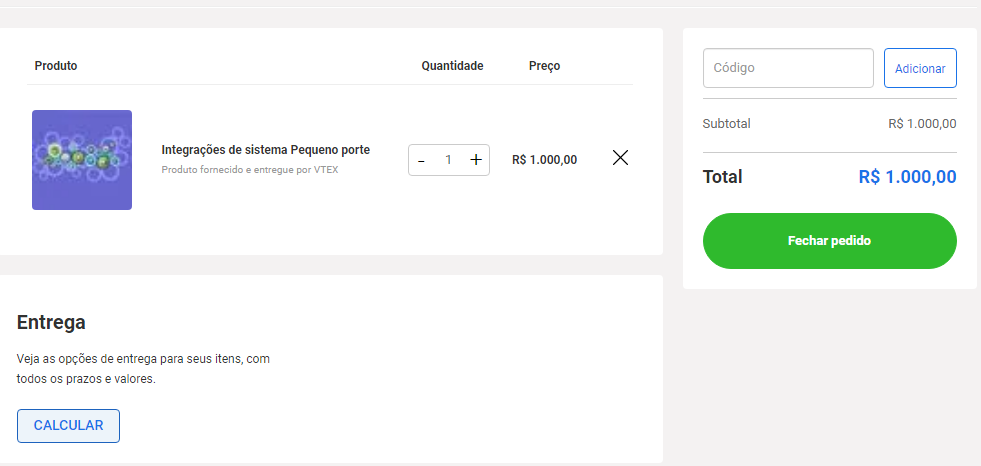 Produto Quantidade Preço
Integrações de sistema Pequeno porte
Produto fornecido e entregue por VTEX
- 1 + R$ 1.000,00
Entrega
Veja as opções de entrega para seus itens, com
todos os prazos e valores.
CALCULAR
Código Adicionar
Subtotal R$ 1.000,00
Total R$ 1.000,00
Fechar pedido